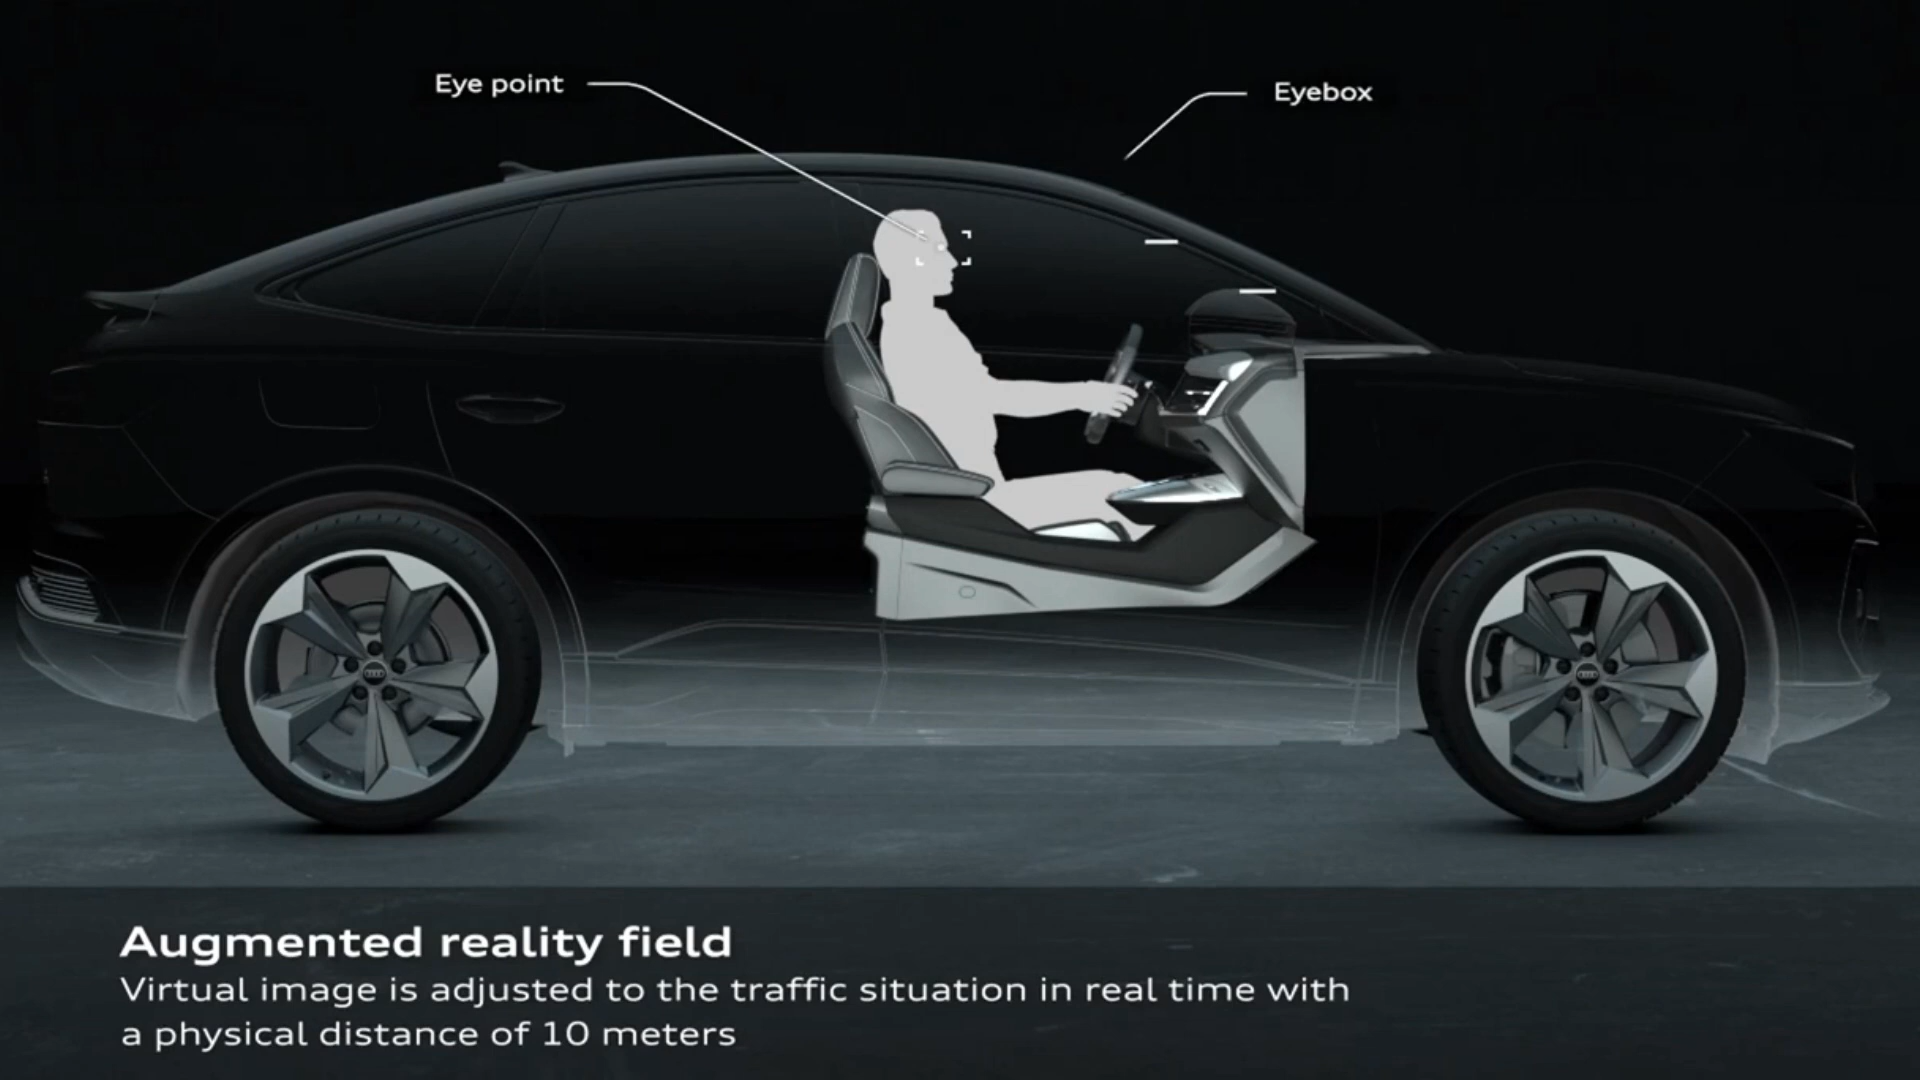 Eye point
Eyebox
Augmented reality field
Virtual image is adjusted to the traffic situation in real time with
a physical distance of 10 meters